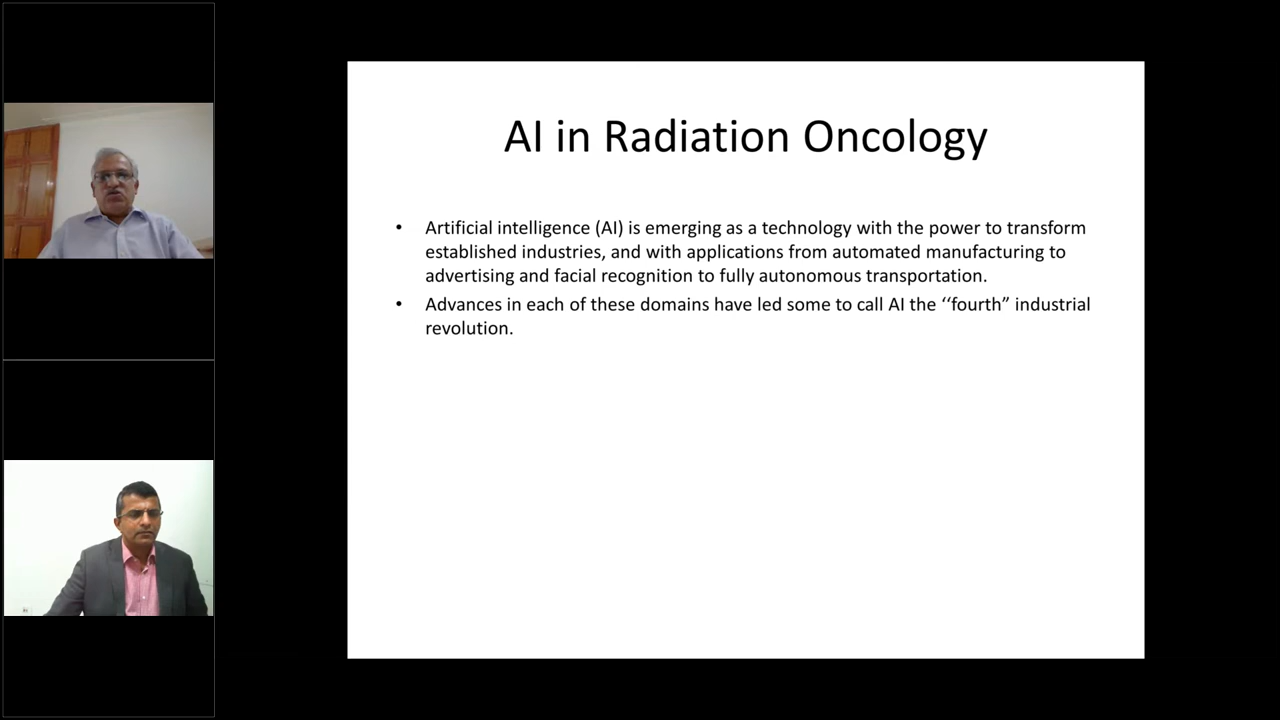 AI in Radiation Oncology
• Artificial intelligence (AI) is emerging as a technology with the power to transform
established industries, and with applications from automated manufacturing to
advertising and facial recognition to fully autonomous transportation.
• Advances in each of these domains have led some to call AI the ‘‘fourth” industrial
revolution.